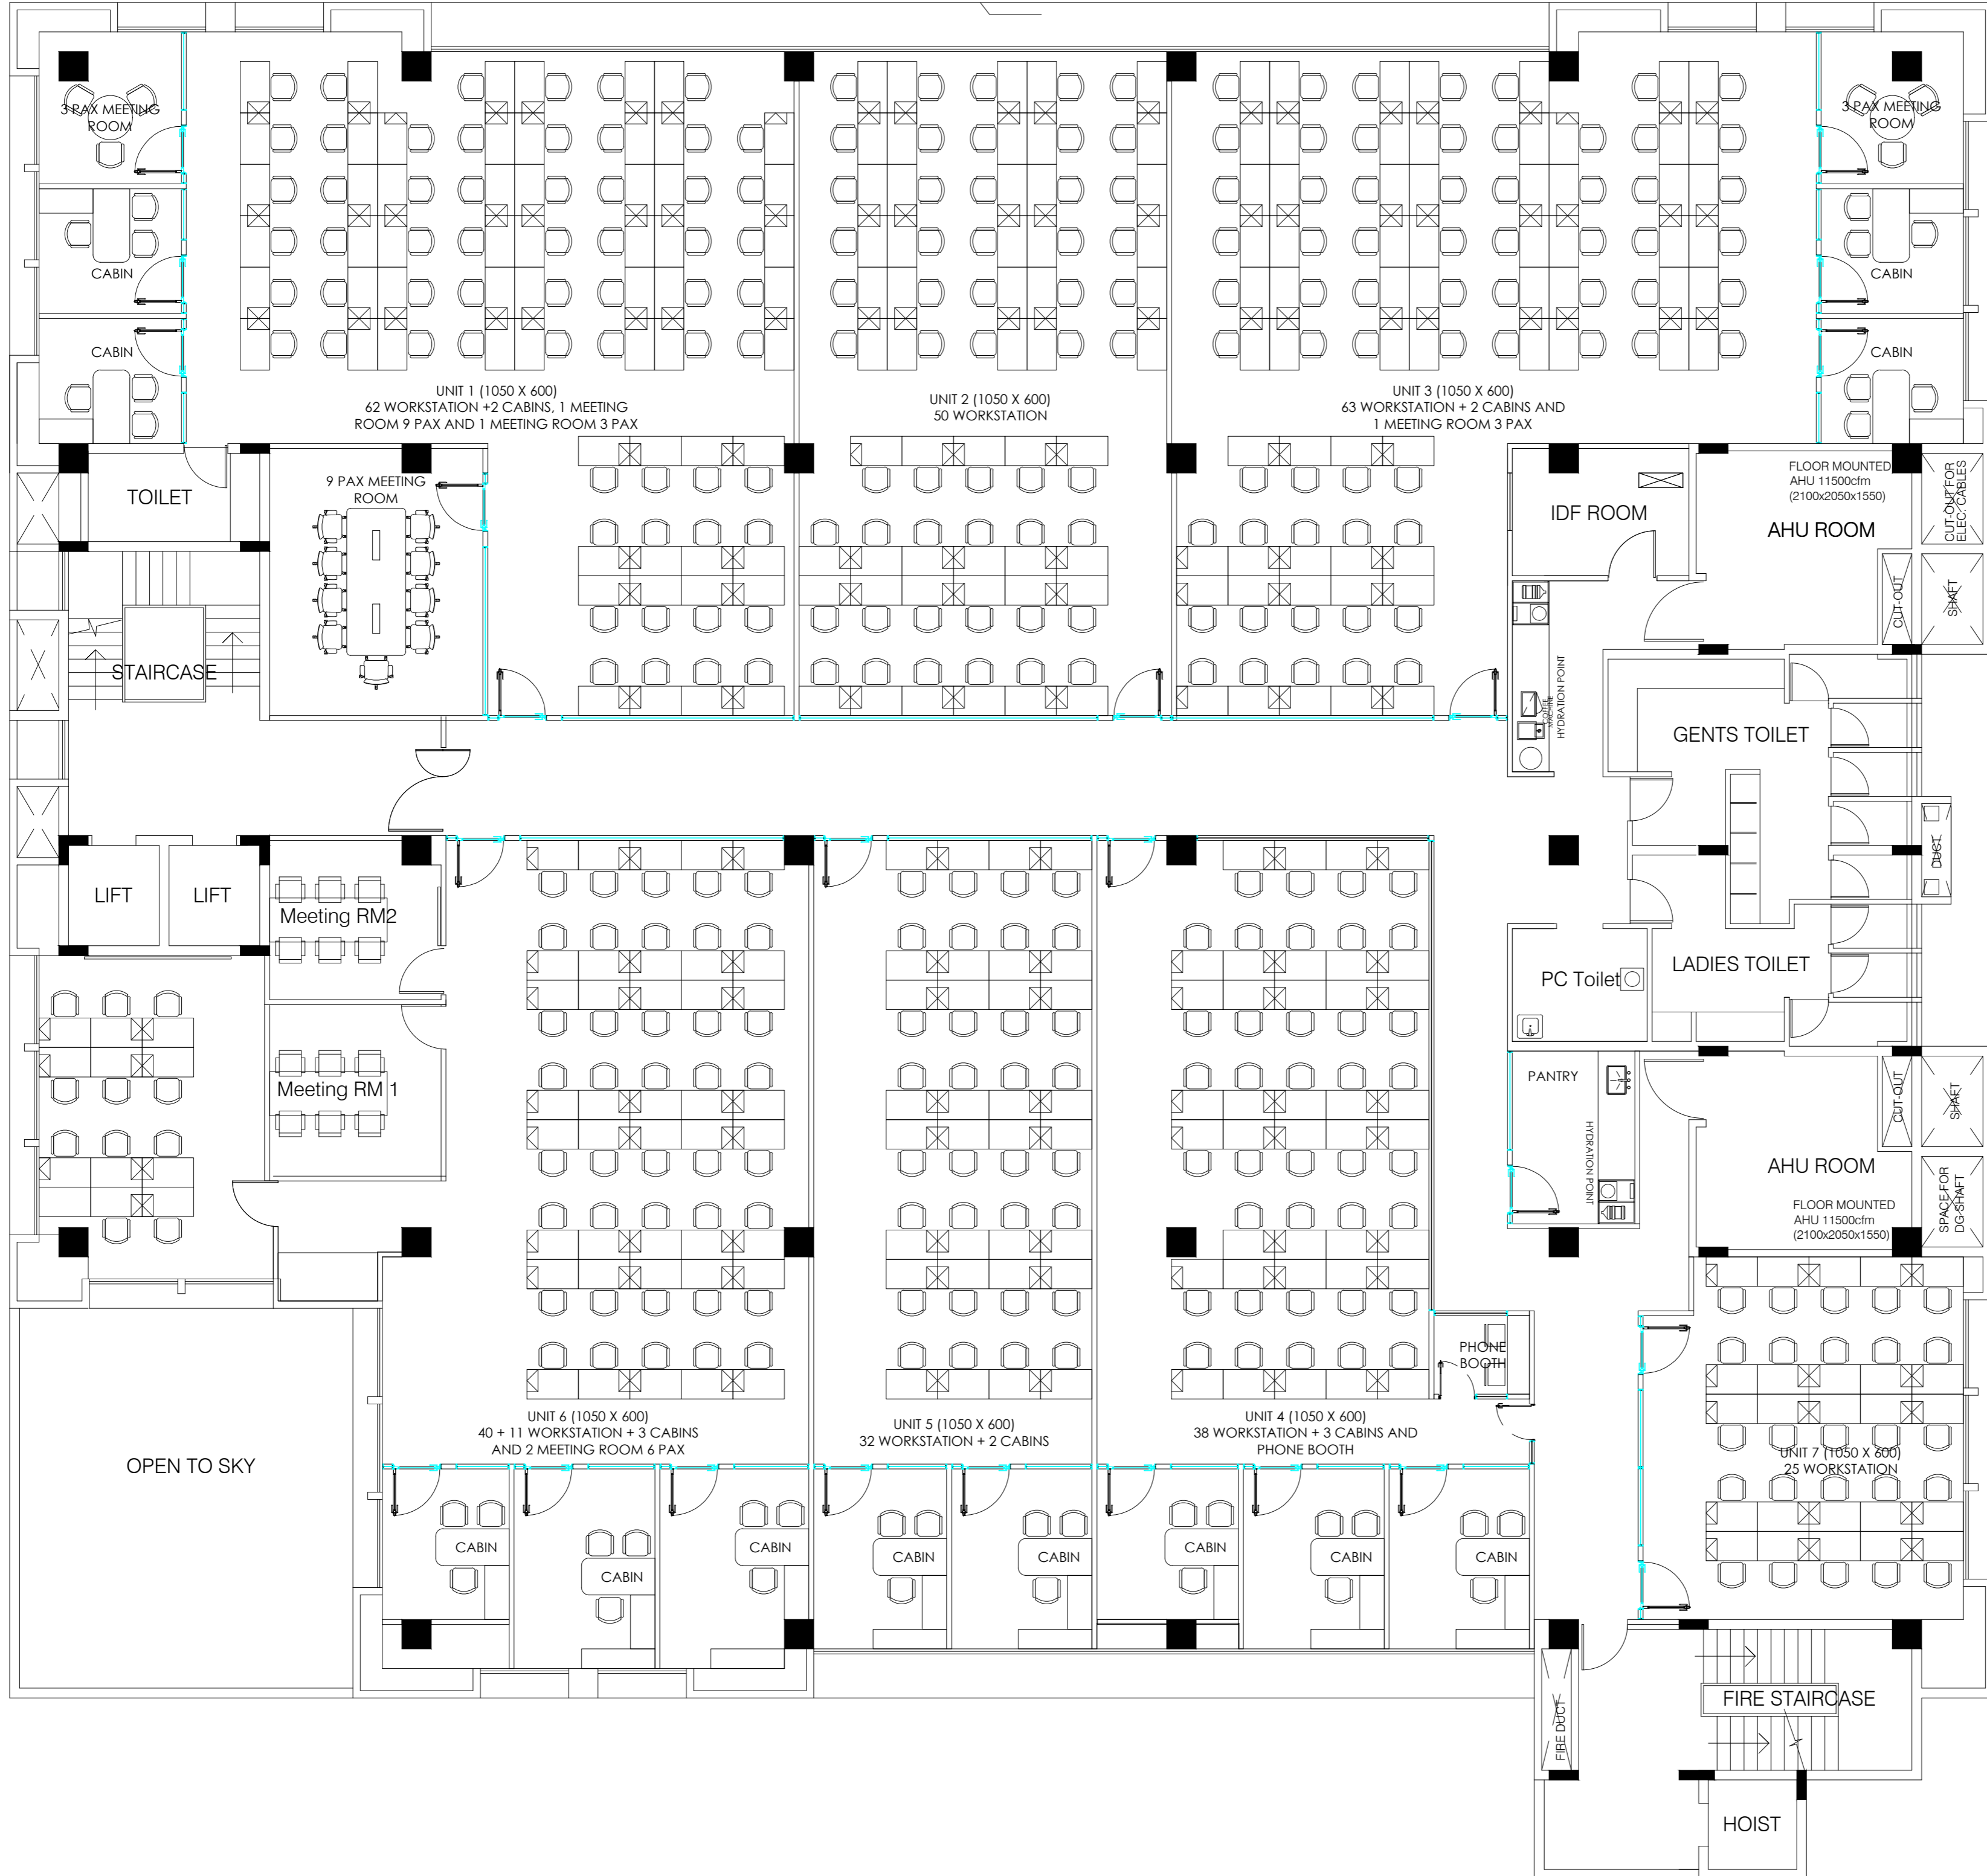 3 PAX MEETING
ROOM
3 PAX MEETING
ROOM
CABIN
CABIN
CABIN
CABIN
UNIT 1 (1050 X 600)
62 WORKSTATION +2 CABINS, 1 MEETING
ROOM 9 PAX AND 1 MEETING ROOM 3 PAX
UNIT 2 (1050 X 600)
50 WORKSTATION
UNIT 3 (1050 X 600)
63 WORKSTATION + 2 CABINS AND
1 MEETING ROOM 3 PAX
TOILET
9 PAX MEETING
ROOM
IDF ROOM
FLOOR MOUNTED
AHU 11500cfm
(2100x2050x1550)
AHU ROOM
CUT-OUT FOR
ELEC. CABLES
CUT-OUT
SHAFT
STAIRCASE
COFFEE
MACHINE
HYDRATION POINT
GENTS TOILET
DUCT
LIFT
LIFT
Meeting RM2
PC Toilet
LADIES TOILET
Meeting RM 1
PANTRY
HYDRATION POINT
CUT-OUT
SHAFT
AHU ROOM
FLOOR MOUNTED
AHU 11500cfm
(2100x2050x1550)
SPACE FOR
DG SHAFT
PHONE
BOOTH
UNIT 6 (1050 X 600)
40 + 11 WORKSTATION + 3 CABINS
AND 2 MEETING ROOM 6 PAX
UNIT 5 (1050 X 600)
32 WORKSTATION + 2 CABINS
UNIT 4 (1050 X 600)
38 WORKSTATION + 3 CABINS AND
PHONE BOOTH
UNIT 7 (1050 X 600)
25 WORKSTATION
OPEN TO SKY
CABIN
CABIN
CABIN
CABIN
CABIN
CABIN
CABIN
CABIN
FIRE DUCT
FIRE STAIRCASE
HOIST